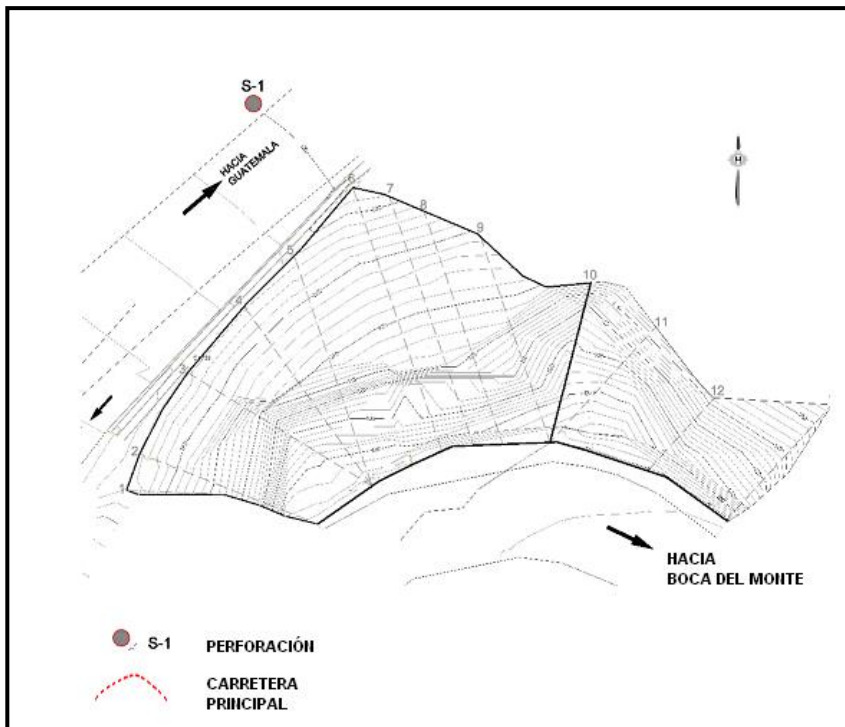 S-1
HACIA
GUATEMALA
6
7
8
9
5
10
4
11
3
12
2
1
HACIA
BOCA DEL MONTE
S-1 PERFORACIÓN
CARRETERA
PRINCIPAL